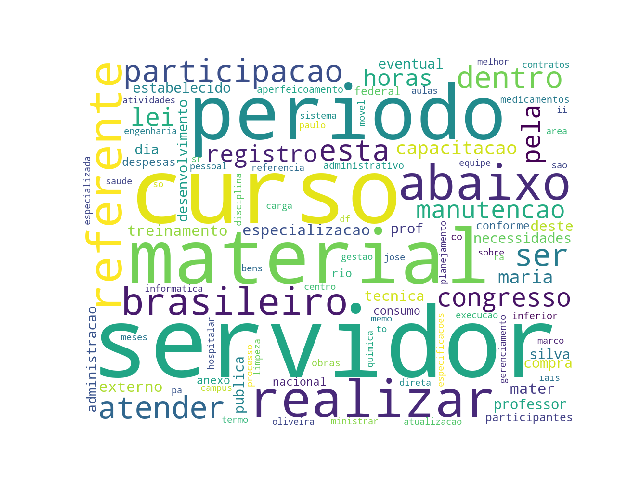 melhor contratos
participacao eventual dentro
horas
estabelecido aperfeicoamento federal aulas
atividades periodo medicamentos ii
referente lei sistema movel pela
engenharia paulo capacitacao area
dia registro esta
despesas desenvolvimento
pessoal referencia administrativo equipe sao
saude so curso abaixo
especializada disciplina carga manutencao
df
treinamento especializacao prof conforme deste
material co necessidades
gestao jose planejamento sobre ser
bens rio maria
informatica centro tecnica congresso
brasileiro consumo execucao inferior
meses hospitalar memo to marco
administracao servidor quimica silva
limpeza obras gerenciamento compra
processo especificacoes
anexo nacional direta mater
externo pa campus realizar professor
atender publica participantes
termo oliveira ministrar atualizacao